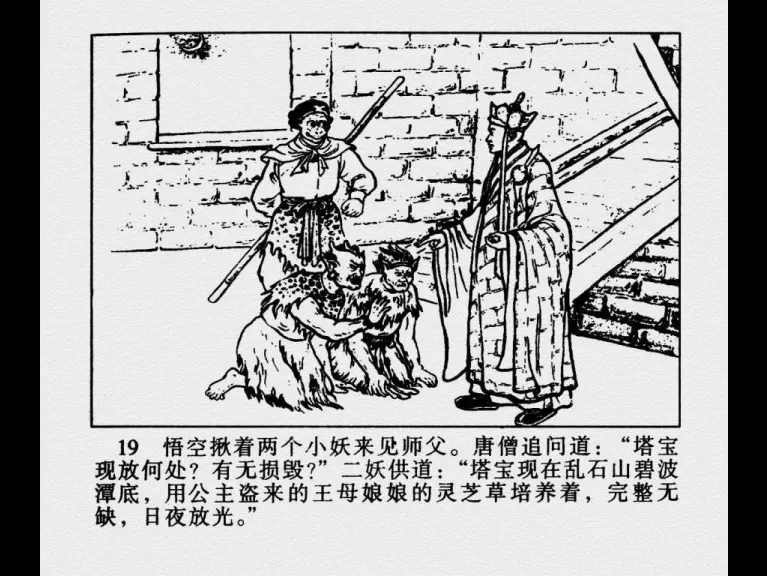 19 悟空揪着两个小妖来见师父。唐僧追问道：“塔宝
现放何处？有无损毁？”二妖供道：“塔宝现在乱石山碧波
潭底，用公主盗来的王母娘娘的灵芝草培养着，完整无
缺，日夜放光。”